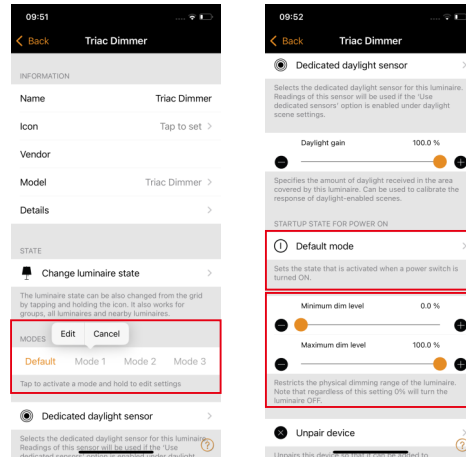 09:51
Back Triac Dimmer
INFORMATION
Name Triac Dimmer
Icon Tap to set
Vendor
Model Triac Dimmer
Details
STATE
Change luminaire state
The luminaire state can be also changed from the grid
by tapping and holding the icon. It also works for
groups, all luminaires and nearby luminaires.
MODES
Edit Cancel
Default Mode 1 Mode 2 Mode 3
Tap to activate a mode and hold to edit settings
Dedicated daylight sensor
Selects the dedicated daylight sensor for this luminaire.
Readings of this sensor will be used if the 'Use
dedicated sensors' option is enabled under daylight
?
09:52
Back Triac Dimmer
Dedicated daylight sensor
Selects the dedicated daylight sensor for this luminaire.
Readings of this sensor will be used if the 'Use
dedicated sensors' option is enabled under daylight
scene settings.
Daylight gain 100.0 %
Specifies the amount of daylight received in the area
covered by this luminaire. Can be used to calibrate the
response of daylight-enabled scenes.
STARTUP STATE FOR POWER ON
Default mode
Sets the state that is activated when a power switch is
turned ON.
Minimum dim level 0.0 %
Maximum dim level 100.0 %
Restricts the physical dimming range of the luminaire.
Note that regardless of this setting 0% will turn the
luminaire OFF.
Unpair device
Unpairs this device so that it can be added to
?